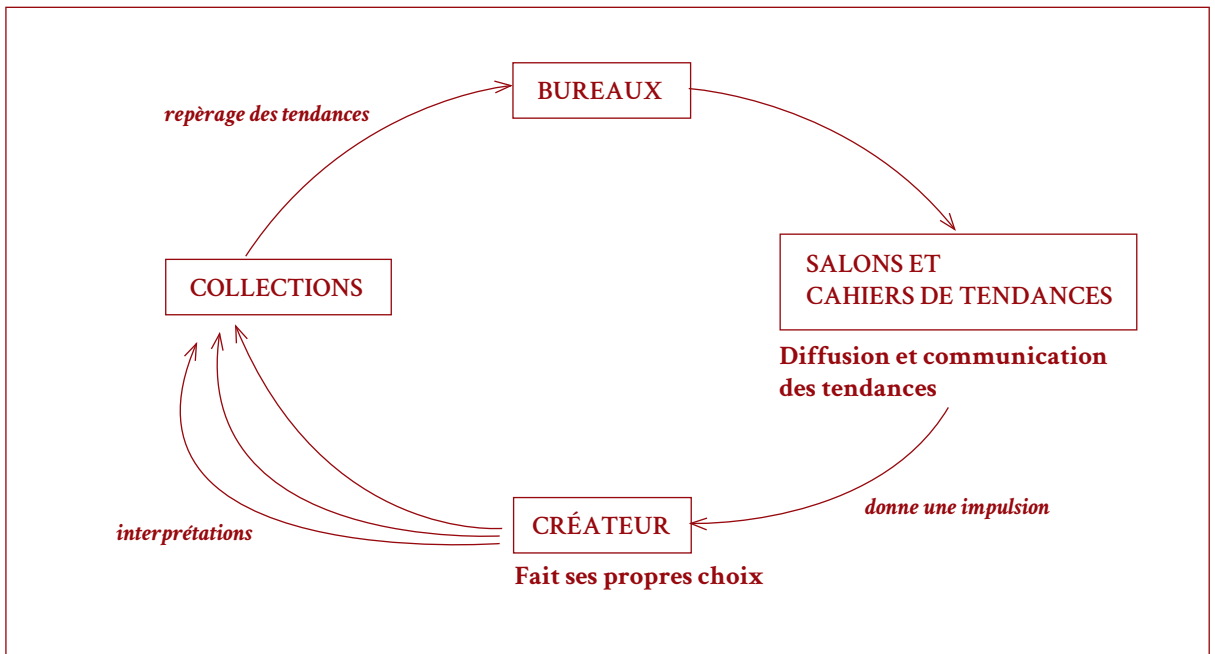 BUREAUX
repèrage des tendances
SALONS ET
CAHIERS DE TENDANCES
COLLECTIONS
Diffusion et communication
des tendances
donne une impulsion
CRÉATEUR
interprétations
Fait ses propres choix